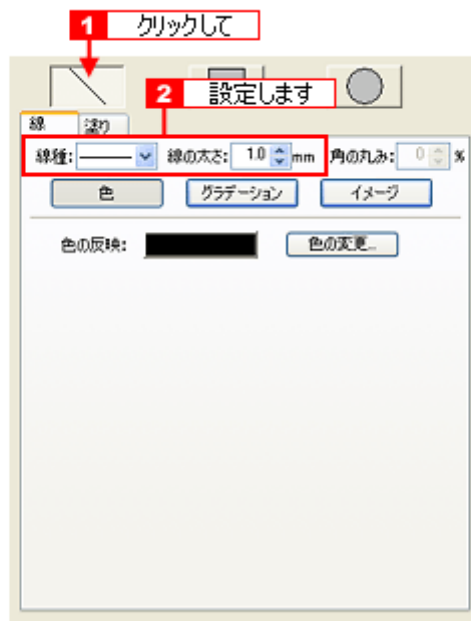 1 クリックして
2 設定します
線 塗り
線種: 線の太さ: 1.0 mm 角の丸み: 0 %
色 グラデーション イメージ
色の反映: 色の変更...